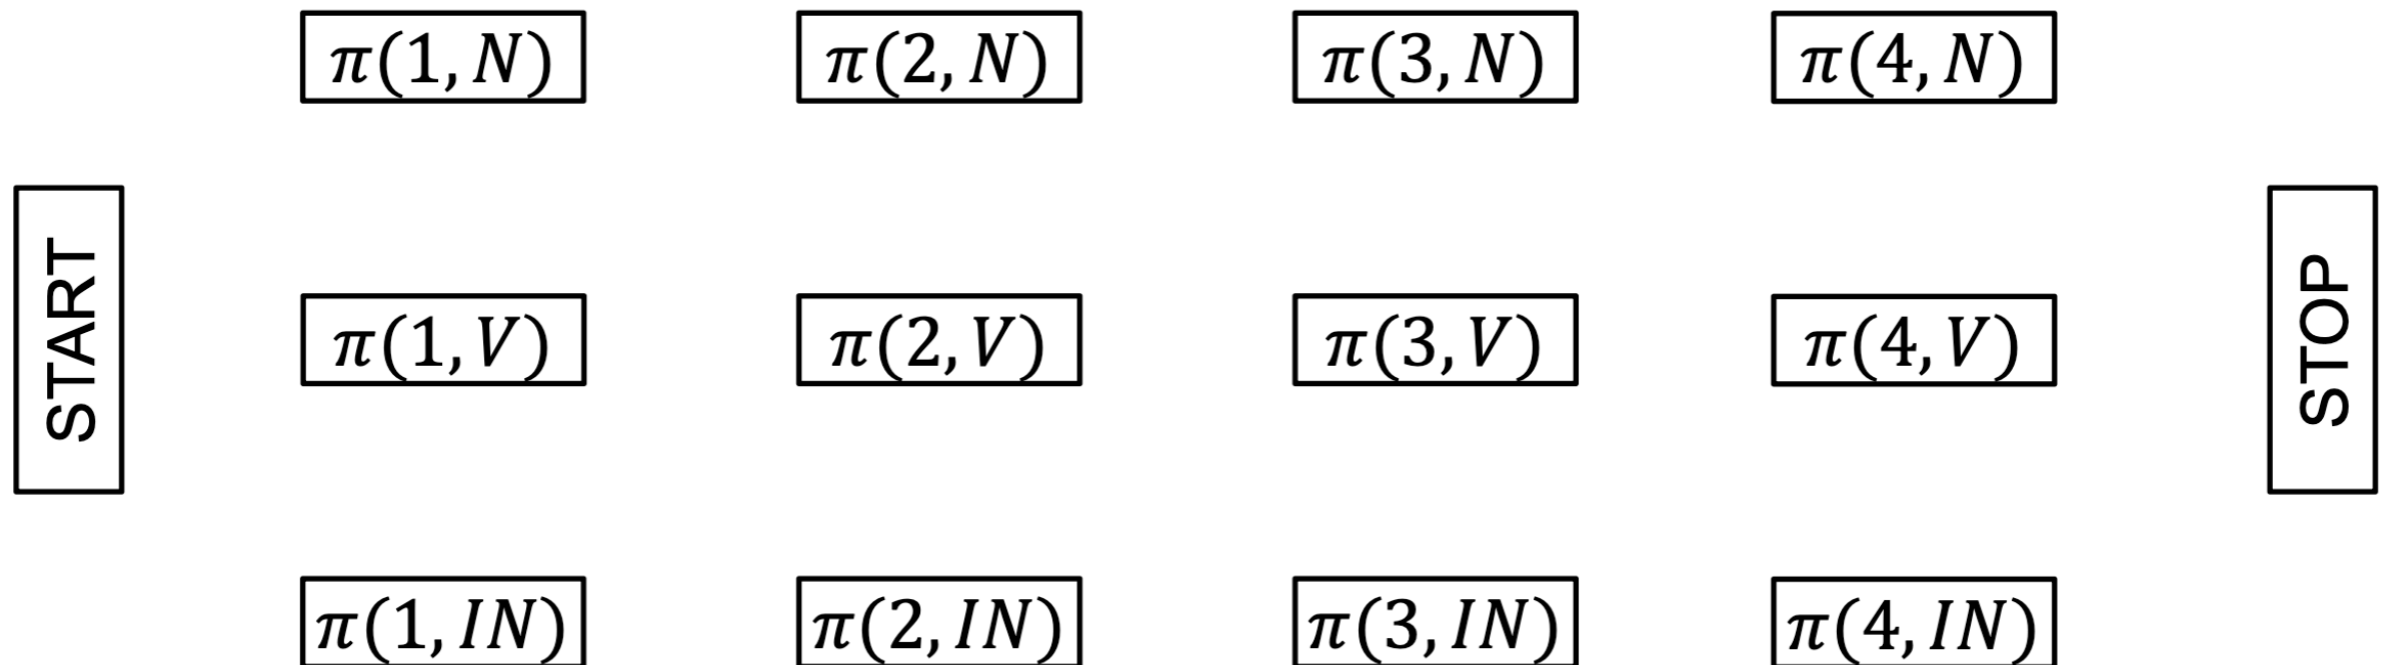 π(1, N) π(2, N) π(3, N) π(4, N)
START
π(1, V) π(2, V) π(3, V) π(4, V)
STOP
π(1, IN) π(2, IN) π(3, IN) π(4, IN)